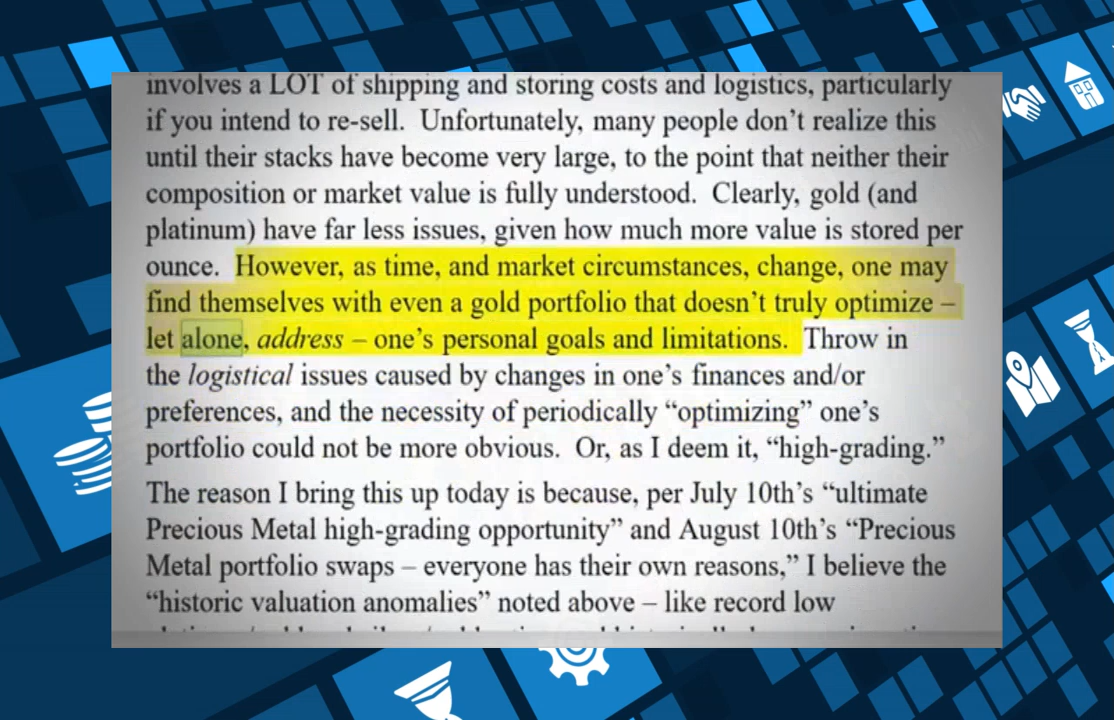 involves a LOT of shipping and storing costs and logistics, particularly
if you intend to re-sell.  Unfortunately, many people don’t realize this
until their stacks have become very large, to the point that neither their
composition or market value is fully understood.  Clearly, gold (and
platinum) have far less issues, given how much more value is stored per
ounce.  However, as time, and market circumstances, change, one may
find themselves with even a gold portfolio that doesn’t truly optimize –
let alone, address – one’s personal goals and limitations.  Throw in
the logistical issues caused by changes in one’s finances and/or
preferences, and the necessity of periodically “optimizing” one’s
portfolio could not be more obvious.  Or, as I deem it, “high-grading.”
The reason I bring this up today is because, per July 10th’s “ultimate
Precious Metal high-grading opportunity” and August 10th’s “Precious
Metal portfolio swaps – everyone has their own reasons,” I believe the
“historic valuation anomalies” noted above – like record low